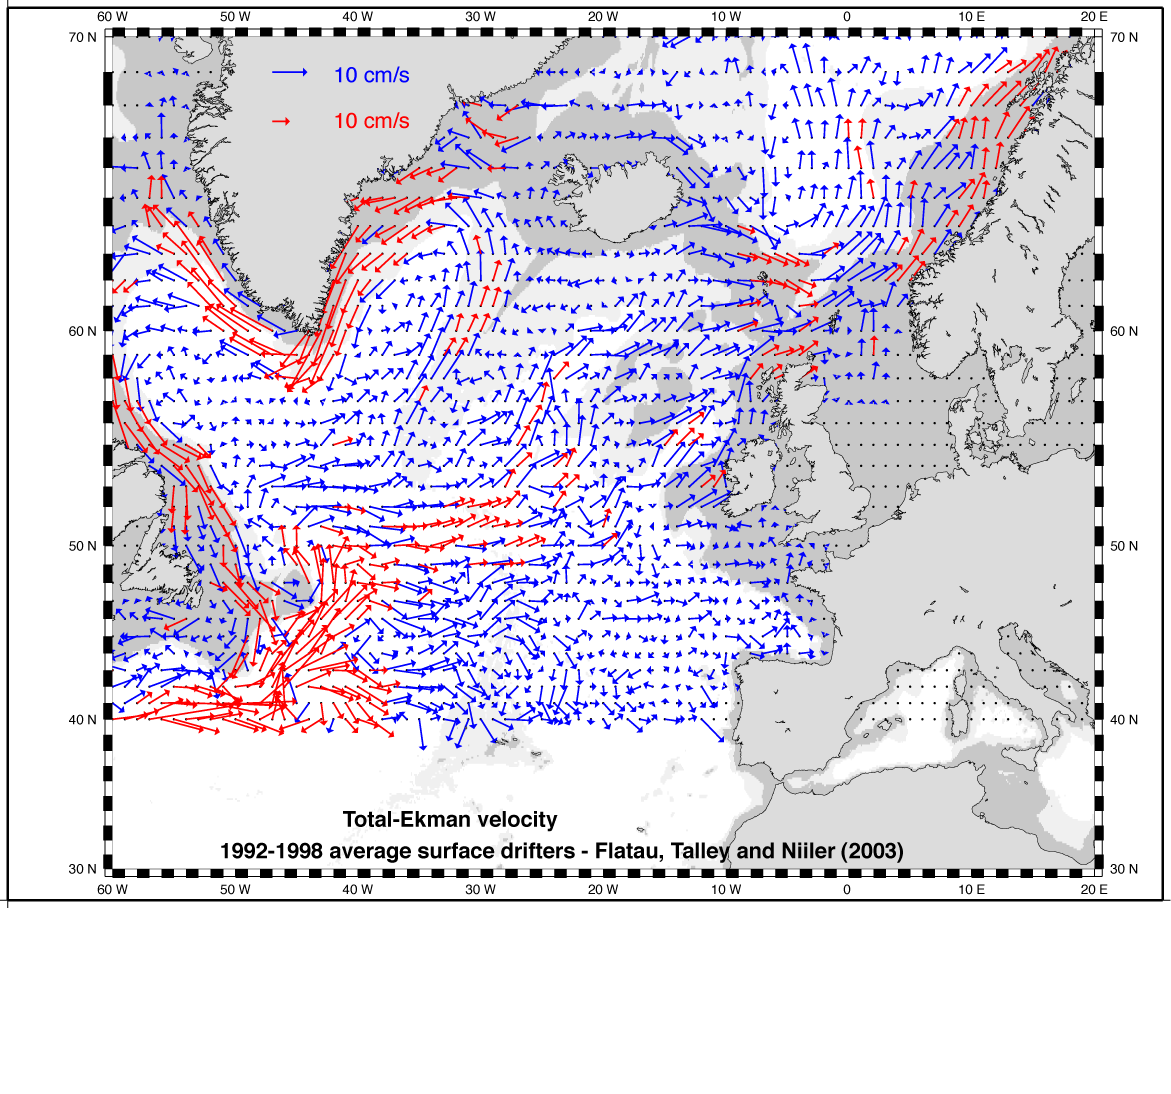 60 W 50 W 40 W 30 W 20 W 10 W 0 10 E 20 E
70 N 70 N
10 cm/s
10 cm/s
60 N 60 N
50 N 50 N
40 N 40 N
Total-Ekman velocity
1992-1998 average surface drifters - Flatau, Talley and Niiler (2003)
30 N 30 N
60 W 50 W 40 W 30 W 20 W 10 W 0 10 E 20 E